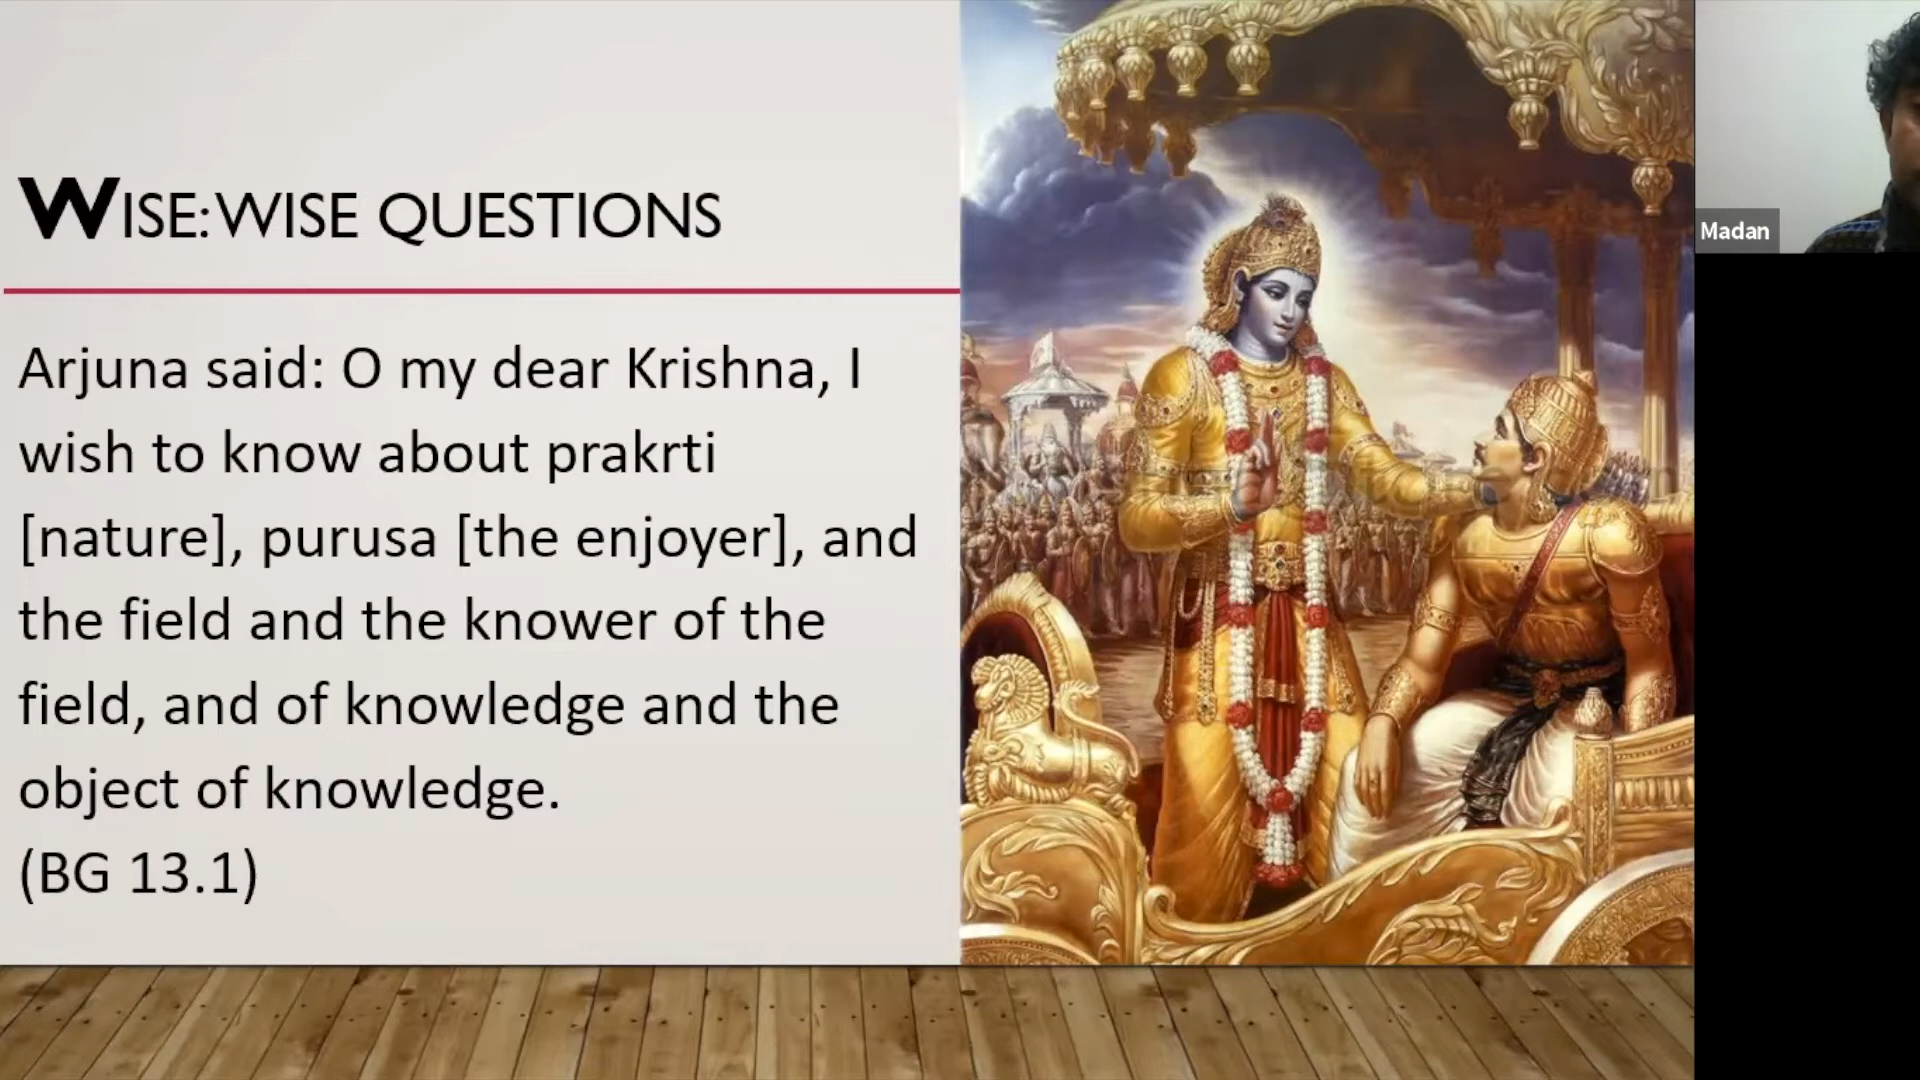 WISE: WISE QUESTIONS
Arjuna said: O my dear Krishna, I
wish to know about prakrti
[nature], purusa [the enjoyer], and
the field and the knower of the
field, and of knowledge and the
object of knowledge.
(BG 13.1)
Madan